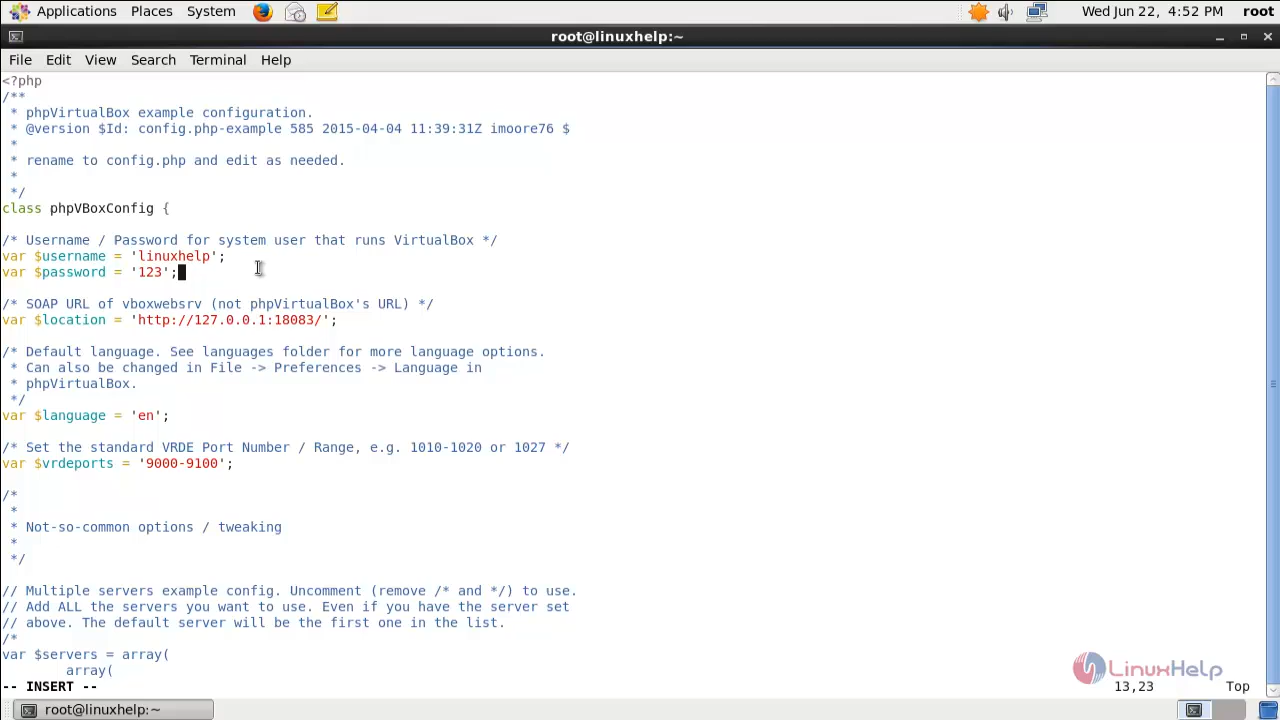 Applications Places System Wed Jun 22, 4:52 PM root
root@linuxhelp:~
File Edit View Search Terminal Help
<?php
/**
 * phpVirtualBox example configuration.
 * @version $Id: config.php-example 585 2015-04-04 11:39:31Z imoore76 $
 *
 * rename to config.php and edit as needed.
 *
 */
class phpVBoxConfig {
/* Username / Password for system user that runs VirtualBox */
var $username = 'linuxhelp';
var $password = '123';
/* SOAP URL of vboxwebsrv (not phpVirtualBox's URL) */
var $location = 'http://127.0.0.1:18083/';
/* Default language. See languages folder for more language options.
 * Can also be changed in File -> Preferences -> Language in
 * phpVirtualBox.
 */
var $language = 'en';
/* Set the standard VRDE Port Number / Range, e.g. 1010-1020 or 1027 */
var $vrdeports = '9000-9100';
/*
 *
 * Not-so-common options / tweaking
 *
 */
// Multiple servers example config. Uncomment (remove /* and */) to use.
// Add ALL the servers you want to use. Even if you have the server set
// above. The default server will be the first one in the list.
/*
var $servers = array(
        array(
LinuxHelp
-- INSERT -- 13,23 Top
root@linuxhelp:~